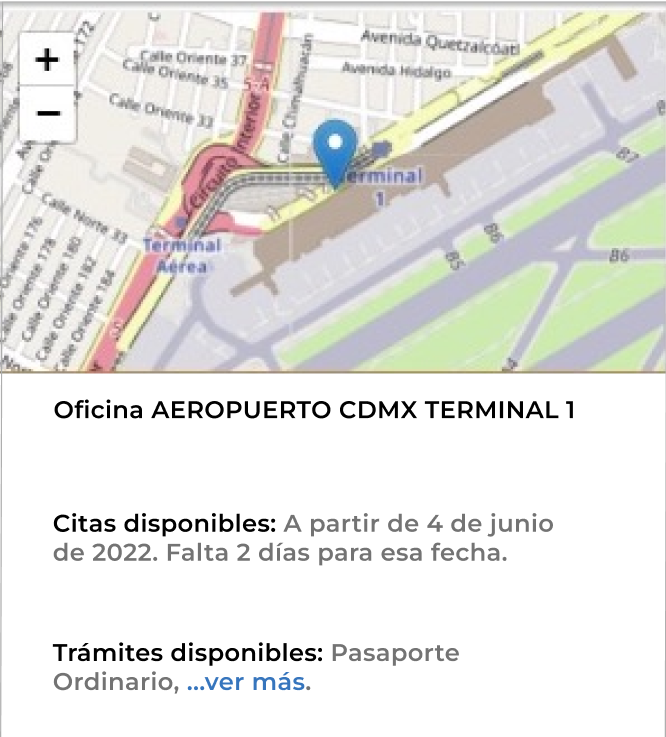 +
−
172
Calle Oriente 37
Calle Oriente 35
Calle Oriente 33
5-A
Circuito Interior
Calle Chimalhuacán
Avenida Quetzalcóatl
Avenida Hidalgo
Terminal
1
B7
Calle Norte 33
Oriente 176
Calle Oriente 178
Calle Oriente 180
Calle Oriente 182
Calle Oriente 184
Terminal
Aérea
B6
B5
B6
Oficina AEROPUERTO CDMX TERMINAL 1
Citas disponibles: A partir de 4 de junio
de 2022. Falta 2 días para esa fecha.
Trámites disponibles: Pasaporte
Ordinario, ...ver más.